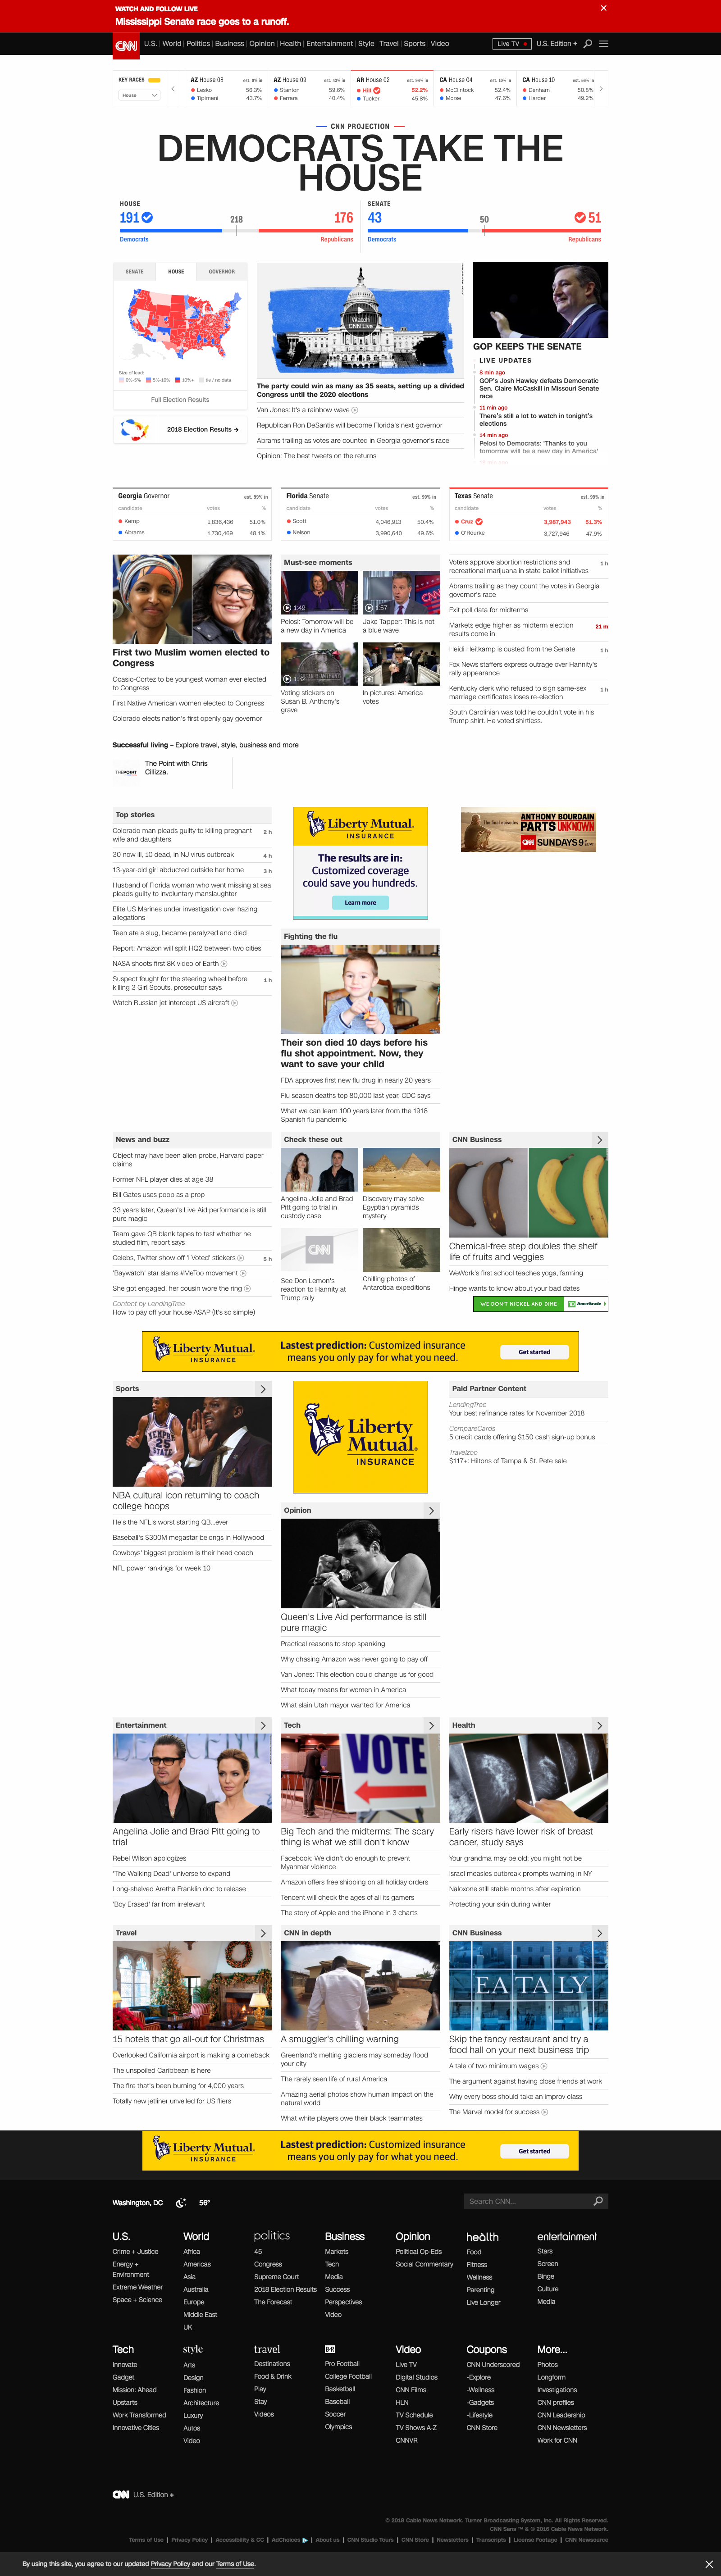 WATCH AND FOLLOW LIVE
Mississippi Senate race goes to a runoff.
CNN U.S. World Politics Business Opinion Health Entertainment Style Travel Sports Video Live TV U.S. Edition +
KEY RACES
House
AZ House 08
Lesko 56.3%
Tipirneni 43.7%
AZ House 09
Stanton 59.6%
Ferrara 40.4%
AR House 02
Hill 52.2%
Tucker 45.8%
CA House 04
McClintock 52.4%
Morse 47.6%
CA House 10
Denham 50.8%
Harder 49.2%
CNN PROJECTION
DEMOCRATS TAKE THE
HOUSE
HOUSE
191 218 176
Democrats Republicans
SENATE
43 50 51
Democrats Republicans
SENATE HOUSE GOVERNOR
Size of lead:
0%-5% 5%-10% 10%+ tie / no data
Full Election Results
2018 Election Results
Watch
CNN Live
The party could win as many as 35 seats, setting up a divided
Congress until the 2020 elections
Van Jones: It's a rainbow wave
Republican Ron DeSantis will become Florida's next governor
Abrams trailing as votes are counted in Georgia governor's race
Opinion: The best tweets on the returns
GOP KEEPS THE SENATE
LIVE UPDATES
8 min ago
GOP's Josh Hawley defeats Democratic
Sen. Claire McCaskill in Missouri Senate
race
11 min ago
There's still a lot to watch in tonight's
elections
14 min ago
Pelosi to Democrats: 'Thanks to you
tomorrow will be a new day in America'
Georgia Governor est. 99% in
candidate votes %
Kemp 1,836,436 51.0%
Abrams 1,730,469 48.1%
Florida Senate est. 99% in
candidate votes %
Scott 4,046,913 50.4%
Nelson 3,990,640 49.6%
Texas Senate est. 99% in
candidate votes %
Cruz 3,987,943 51.3%
O'Rourke 3,727,946 47.9%
First two Muslim women elected to
Congress
Ocasio-Cortez to be youngest woman ever elected
to Congress
First Native American women elected to Congress
Colorado elects nation's first openly gay governor
Must-see moments
1:49
Pelosi: Tomorrow will be
a new day in America
1:57
Jake Tapper: This is not
a blue wave
1:32
Voting stickers on
Susan B. Anthony's
grave
In pictures: America
votes
Voters approve abortion restrictions and 1 h
recreational marijuana in state ballot initiatives
Abrams trailing as they count the votes in Georgia
governor's race
Exit poll data for midterms
Markets edge higher as midterm election 21 m
results come in
Heidi Heitkamp is ousted from the Senate 1 h
Fox News staffers express outrage over Hannity's
rally appearance
Kentucky clerk who refused to sign same-sex 1 h
marriage certificates loses re-election
South Carolinian was told he couldn't vote in his
Trump shirt. He voted shirtless.
Successful living – Explore travel, style, business and more
THE POINT
The Point with Chris
Cillizza.
Top stories
Colorado man pleads guilty to killing pregnant 2 h
wife and daughters
30 now ill, 10 dead, in NJ virus outbreak 4 h
13-year-old girl abducted outside her home 3 h
Husband of Florida woman who went missing at sea
pleads guilty to involuntary manslaughter
Elite US Marines under investigation over hazing
allegations
Teen ate a slug, became paralyzed and died
Report: Amazon will split HQ2 between two cities
NASA shoots first 8K video of Earth
Suspect fought for the steering wheel before 1 h
killing 3 Girl Scouts, prosecutor says
Watch Russian jet intercept US aircraft
Liberty Mutual.
INSURANCE
The results are in:
Customized coverage
could save you hundreds.
Learn more
The final episodes
ANTHONY BOURDAIN
PARTS UNKNOWN
CNN SUNDAYS 9
Fighting the flu
Their son died 10 days before his
flu shot appointment. Now, they
want to save your child
FDA approves first new flu drug in nearly 20 years
Flu season deaths top 80,000 last year, CDC says
What we can learn 100 years later from the 1918
Spanish flu pandemic
News and buzz
Object may have been alien probe, Harvard paper
claims
Former NFL player dies at age 38
Bill Gates uses poop as a prop
33 years later, Queen's Live Aid performance is still
pure magic
Team gave QB blank tapes to test whether he
studied film, report says
Celebs, Twitter show off 'I Voted' stickers 5 h
'Baywatch' star slams #MeToo movement
She got engaged, her cousin wore the ring
Content by LendingTree
How to pay off your house ASAP (It's so simple)
Check these out
Angelina Jolie and Brad
Pitt going to trial in
custody case
Discovery may solve
Egyptian pyramids
mystery
CNN
See Don Lemon's
reaction to Hannity at
Trump rally
Chilling photos of
Antarctica expeditions
CNN Business
Chemical-free step doubles the shelf
life of fruits and veggies
WeWork's first school teaches yoga, farming
Hinge wants to know about your bad dates
WE DON'T NICKEL AND DIME
Ameritrade
Liberty Mutual.
INSURANCE
Lastest prediction: Customized insurance
means you only pay for what you need.
Get started
Sports
NBA cultural icon returning to coach
college hoops
He's the NFL's worst starting QB...ever
Baseball's $300M megastar belongs in Hollywood
Cowboys' biggest problem is their head coach
NFL power rankings for week 10
Liberty
Mutual
INSURANCE
Paid Partner Content
LendingTree
Your best refinance rates for November 2018
CompareCards
5 credit cards offering $150 cash sign-up bonus
Travelzoo
$117+: Hiltons of Tampa & St. Pete sale
Opinion
Queen's Live Aid performance is still
pure magic
Practical reasons to stop spanking
Why chasing Amazon was never going to pay off
Van Jones: This election could change us for good
What today means for women in America
What slain Utah mayor wanted for America
Entertainment
Angelina Jolie and Brad Pitt going to
trial
Rebel Wilson apologizes
'The Walking Dead' universe to expand
Long-shelved Aretha Franklin doc to release
'Boy Erased' far from irrelevant
Tech
VOTE
Big Tech and the midterms: The scary
thing is what we still don't know
Facebook: We didn't do enough to prevent
Myanmar violence
Amazon offers free shipping on all holiday orders
Tencent will check the ages of all its gamers
The story of Apple and the iPhone in 3 charts
Health
Early risers have lower risk of breast
cancer, study says
Your grandma may be old; you might not be
Israel measles outbreak prompts warning in NY
Naloxone still stable months after expiration
Protecting your skin during winter
Travel
15 hotels that go all-out for Christmas
Overlooked California airport is making a comeback
The unspoiled Caribbean is here
The fire that's been burning for 4,000 years
Totally new jetliner unveiled for US fliers
CNN in depth
A smuggler's chilling warning
Greenland's melting glaciers may someday flood
your city
The rarely seen life of rural America
Amazing aerial photos show human impact on the
natural world
What white players owe their black teammates
CNN Business
EATALY
Skip the fancy restaurant and try a
food hall on your next business trip
A tale of two minimum wages
The argument against having close friends at work
Why every boss should take an improv class
The Marvel model for success
Liberty Mutual.
INSURANCE
Lastest prediction: Customized insurance
means you only pay for what you need.
Get started
Washington, DC 56°
Search CNN...
U.S.
Crime + Justice
Energy +
Environment
Extreme Weather
Space + Science
World
Africa
Americas
Asia
Australia
Europe
Middle East
UK
politics
45
Congress
Supreme Court
2018 Election Results
The Forecast
Business
Markets
Tech
Media
Success
Perspectives
Video
Opinion
Political Op-Eds
Social Commentary
health
Food
Fitness
Wellness
Parenting
Live Longer
entertainment
Stars
Screen
Binge
Culture
Media
Tech
Innovate
Gadget
Mission: Ahead
Upstarts
Work Transformed
Innovative Cities
style
Arts
Design
Fashion
Architecture
Luxury
Autos
Video
travel
Destinations
Food & Drink
Play
Stay
Videos
B/R
Pro Football
College Football
Basketball
Baseball
Soccer
Olympics
Video
Live TV
Digital Studios
CNN Films
HLN
TV Schedule
TV Shows A-Z
CNNVR
Coupons
CNN Underscored
-Explore
-Wellness
-Gadgets
-Lifestyle
CNN Store
More...
Photos
Longform
Investigations
CNN profiles
CNN Leadership
CNN Newsletters
Work for CNN
CNN U.S. Edition +
© 2018 Cable News Network. Turner Broadcasting System, Inc. All Rights Reserved.
CNN Sans ™ & © 2016 Cable News Network.
Terms of Use | Privacy Policy | Accessibility & CC | AdChoices | About us | CNN Studio Tours | CNN Store | Newsletters | Transcripts | License Footage | CNN Newsource
By using this site, you agree to our updated Privacy Policy and our Terms of Use.